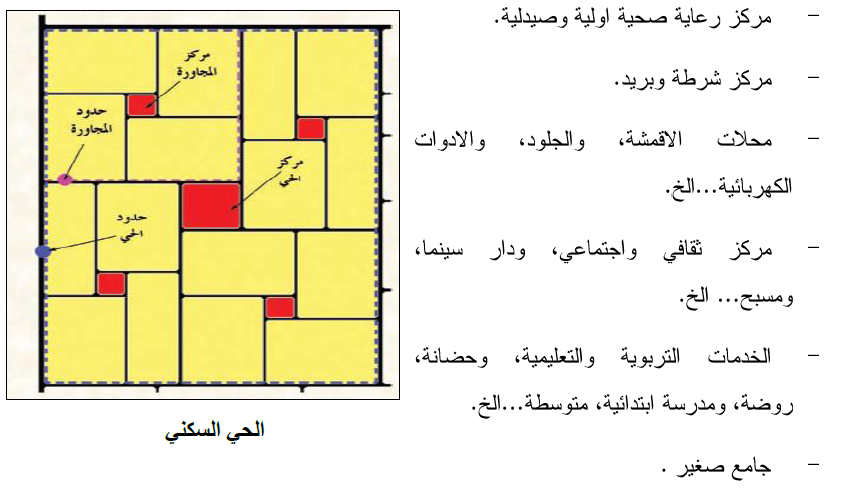 – مركز رعاية صحية اولية وصيدلية.
– مركز شرطة وبريد.
– محلات الاقمشة، والجلود، والادوات
الكهربائية...الخ.
– مركز ثقافي واجتماعي، ودار سينما،
ومسبح... الخ.
– الخدمات التربوية والتعليمية، وحضانة،
روضة، ومدرسة ابتدائية، متوسطة...الخ.
– جامع صغير .
مركز
المجاورة
حدود
المجاورة
مركز
الحي
حدود
الحي
الحي السكني